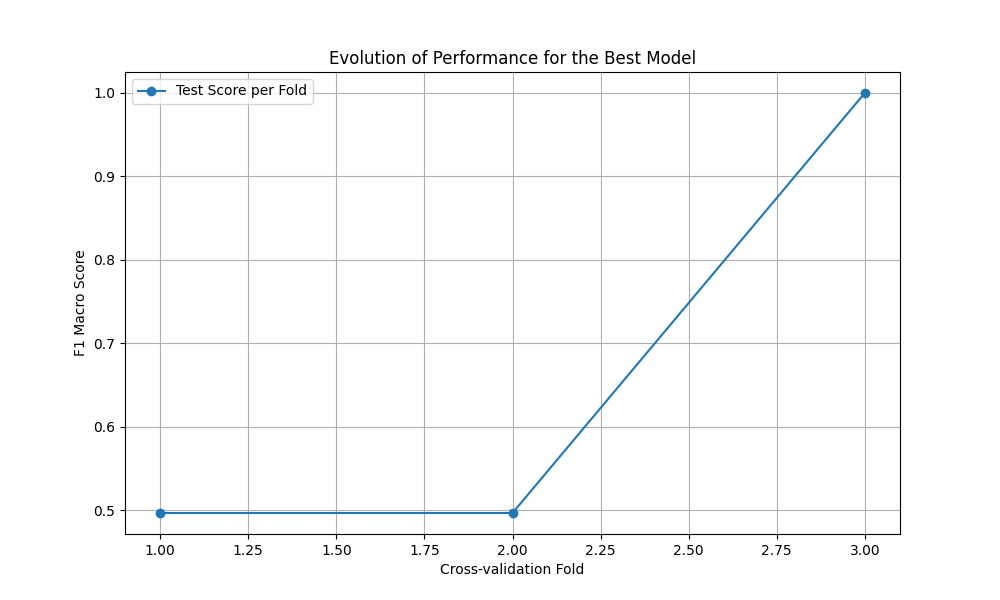 Evolution of Performance for the Best Model
Test Score per Fold
F1 Macro Score
1.0
0.9
0.8
0.7
0.6
0.5
1.00 1.25 1.50 1.75 2.00 2.25 2.50 2.75 3.00
Cross-validation Fold